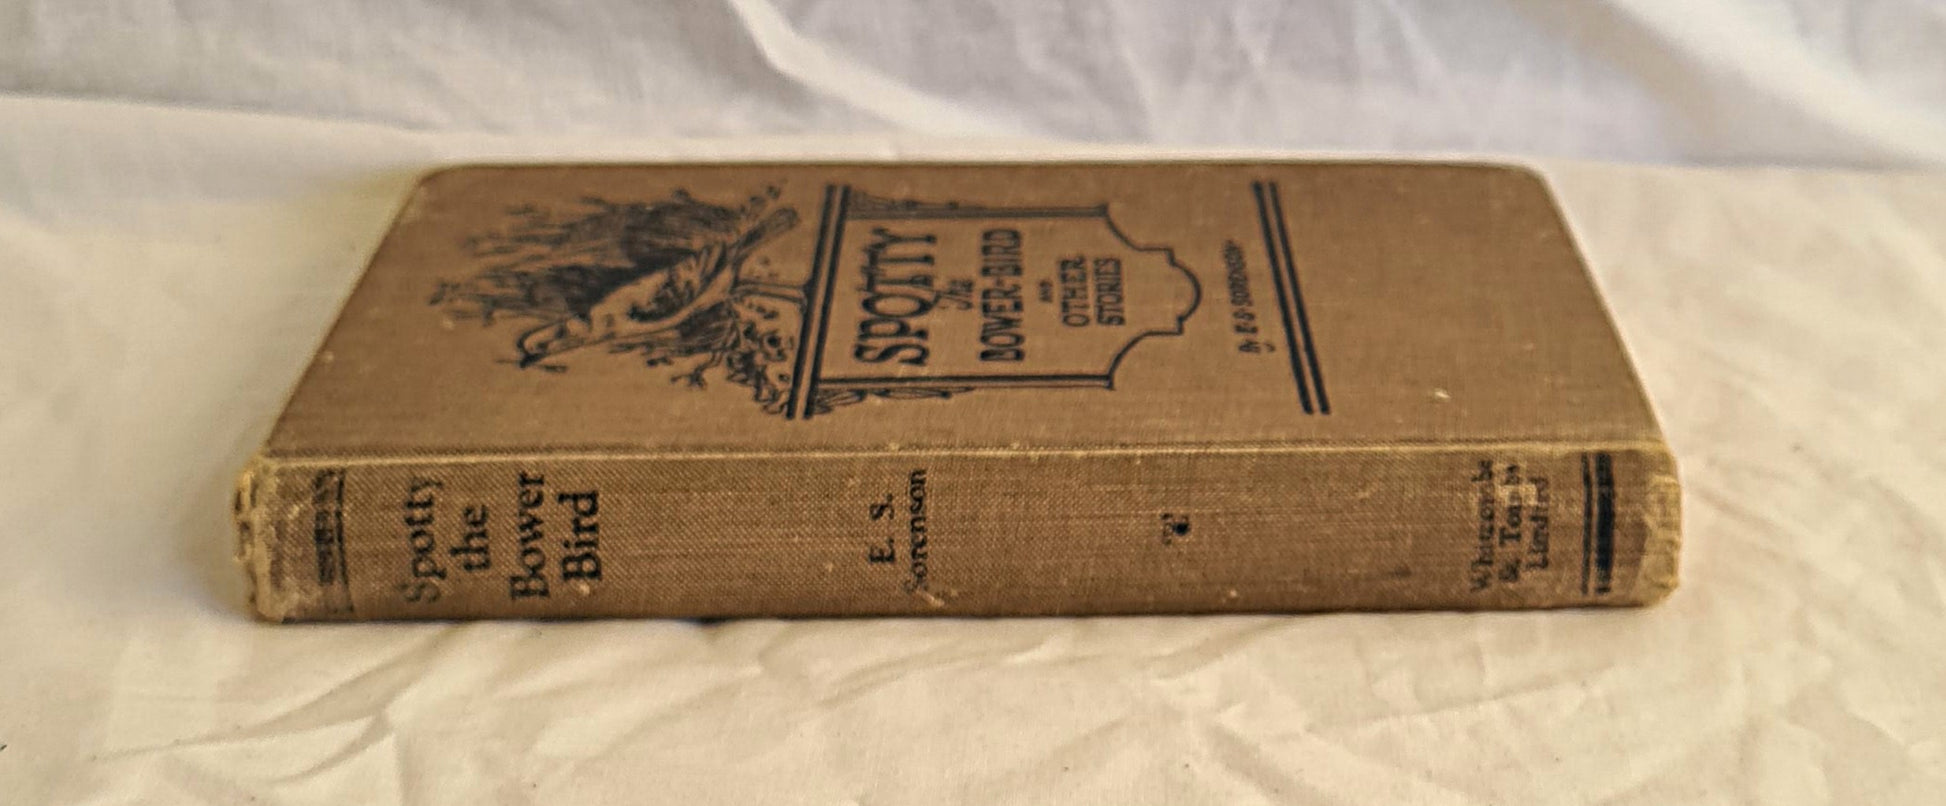 SPOTTY
The
BOWER-BIRD
AND
OTHER
STORIES
By E·S·SORENSON
Spotty
the
Bower
Bird
E. S.
Sorenson
Whitcombe
& Tombs
Limited